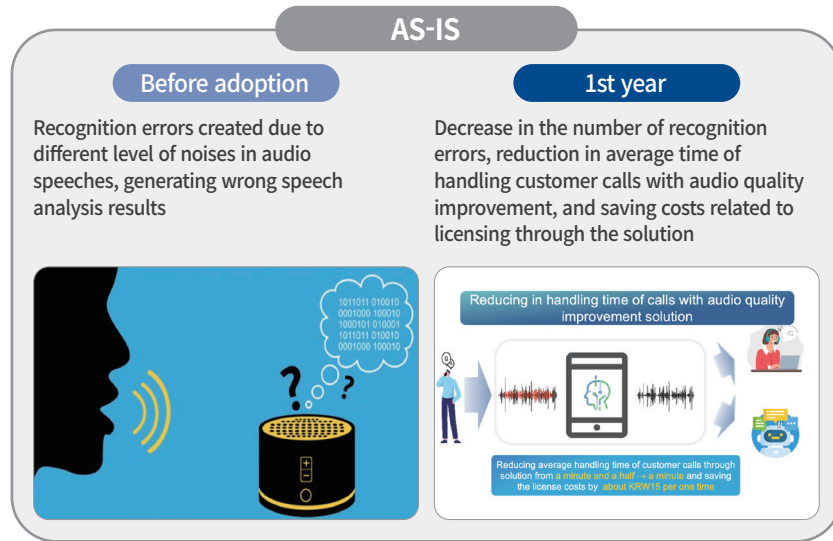 AS-IS
Before adoption
Recognition errors created due to
different level of noises in audio
speeches, generating wrong speech
analysis results
1011011 010010
0001000 100010
1000101 010001
1011011 010010
0001000 100010
?
?
+
−
1st year
Decrease in the number of recognition
errors, reduction in average time of
handling customer calls with audio quality
improvement, and saving costs related to
licensing through the solution
Reducing in handling time of calls with audio quality
improvement solution
Reducing average handling time of customer calls through
solution from a minute and a half → a minute and saving
the license costs by about KRW15 per one time